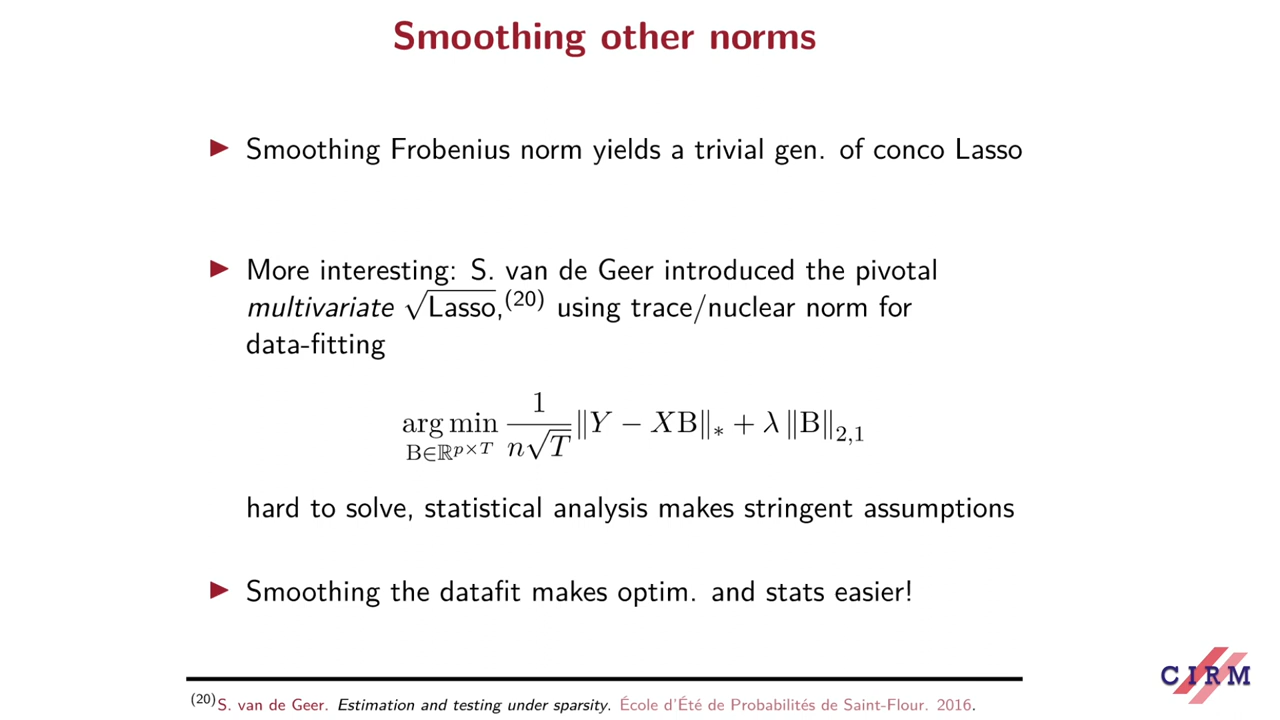 Smoothing other norms
▶ Smoothing Frobenius norm yields a trivial gen. of conco Lasso
▶ More interesting: S. van de Geer introduced the pivotal
multivariate √Lasso,(20) using trace/nuclear norm for
data-fitting
arg min_{B∈ℝ^{p×T}} 1/(n√T) ‖Y − XB‖_* + λ ‖B‖_{2,1}
hard to solve, statistical analysis makes stringent assumptions
▶ Smoothing the datafit makes optim. and stats easier!
(20)S. van de Geer. Estimation and testing under sparsity. École d'Été de Probabilités de Saint-Flour. 2016.
CIRM